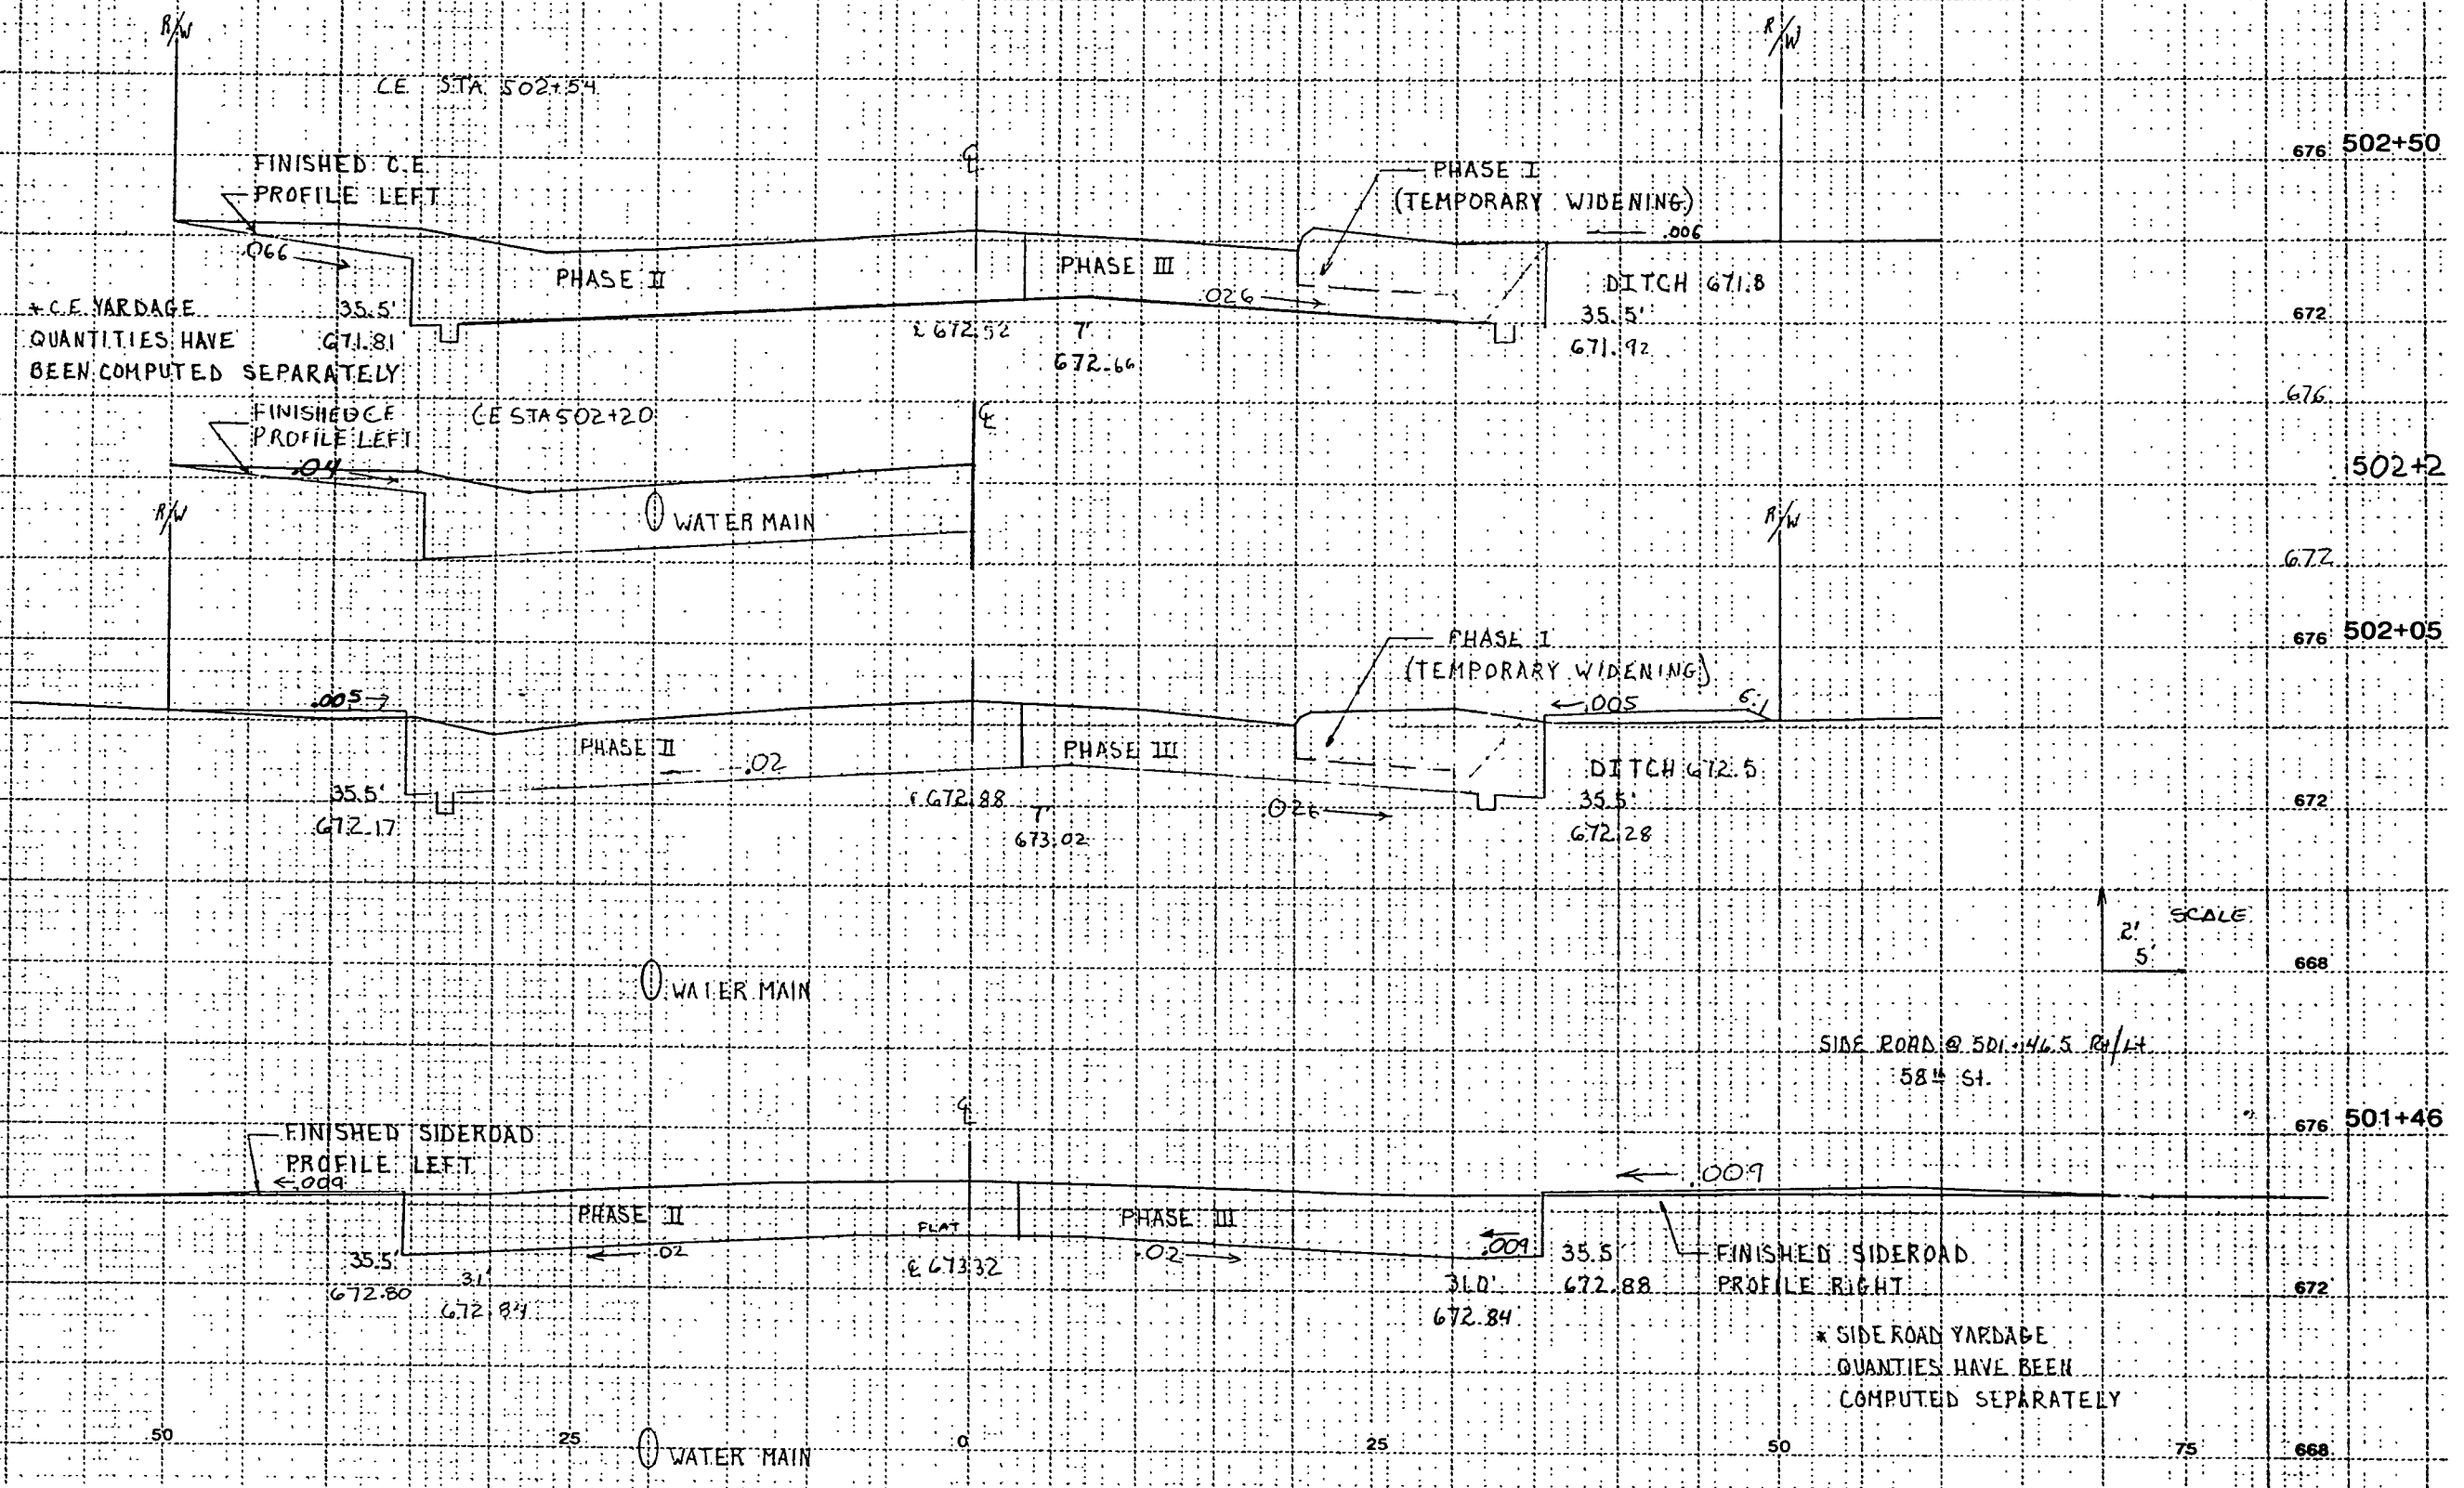 R/W
R/W
CE STA 502+54
676 502+50
℄
FINISHED C.E.
PROFILE LEFT
PHASE I
(TEMPORARY WIDENING)
.006
.066
PHASE II
PHASE III
.026
DITCH 671.8
* C.E. YARDAGE
QUANTITIES HAVE
BEEN COMPUTED SEPARATELY
35.5'
671.81
℄ 672.52
7'
672.66
35.5'
671.92
672
676
FINISHED CE
PROFILE LEFT
CE STA 502+20
℄
.04
502+2
R/W
WATER MAIN
R/W
672
676 502+05
PHASE I
(TEMPORARY WIDENING)
.005
.005
6:1
PHASE II
.02
PHASE III
DITCH 672.5
35.5'
672.17
℄ 672.88
7'
673.02
.026
35.5'
672.28
672
SCALE
2'
5'
668
WATER MAIN
SIDE ROAD @ 501+46.5 Rt/Lt
58th St.
℄
676 501+46
FINISHED SIDEROAD
PROFILE LEFT
.009
.009
PHASE II
FLAT
PHASE III
35.5'
672.80
31'
672.84
.02
℄ 673.32
.02
.009
31.0'
672.84
35.5'
672.88
FINISHED SIDEROAD
PROFILE RIGHT
672
* SIDE ROAD YARDAGE
QUANTIES HAVE BEEN
COMPUTED SEPARATELY
50
25
0
25
50
75
668
WATER MAIN